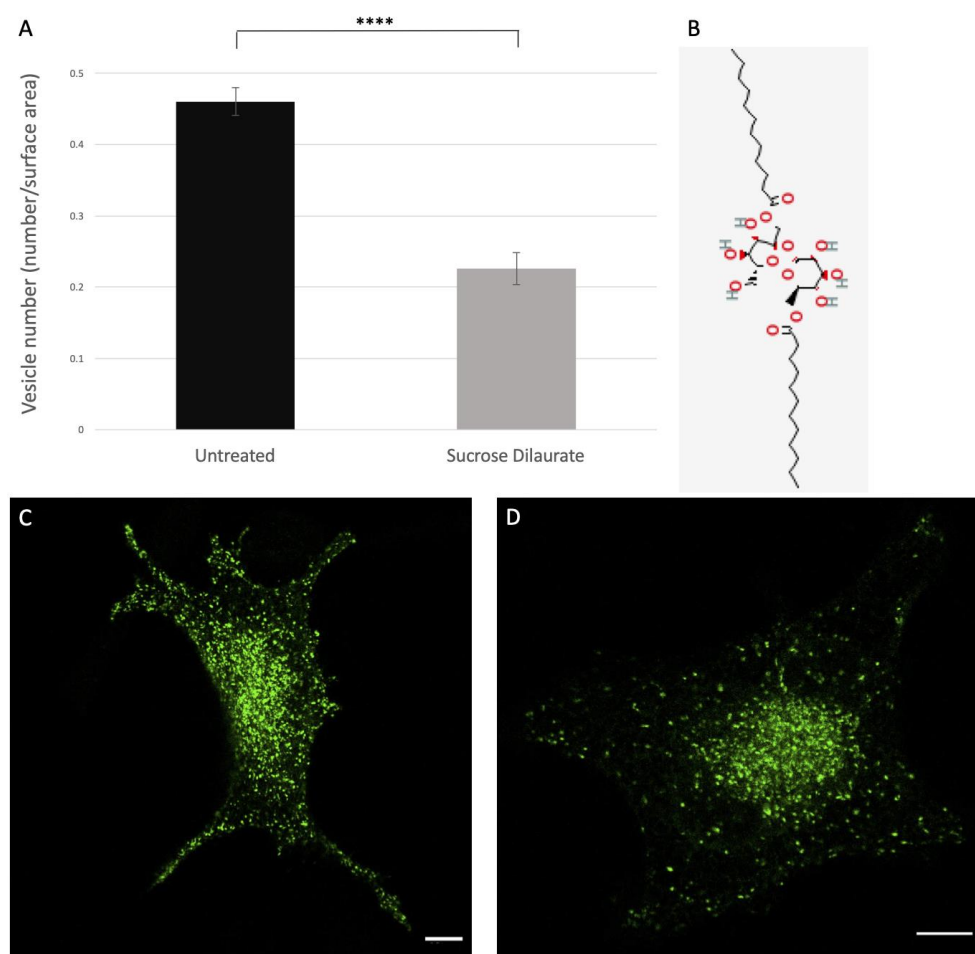 A
****
B
Vesicle number (number/surface area)
0.5
0.4
0.3
0.2
0.1
0
Untreated
Sucrose Dilaurate
O
O
H
O
O
O
H
H
O
O
O
O
H
O
H
O
H
O
O
C
D